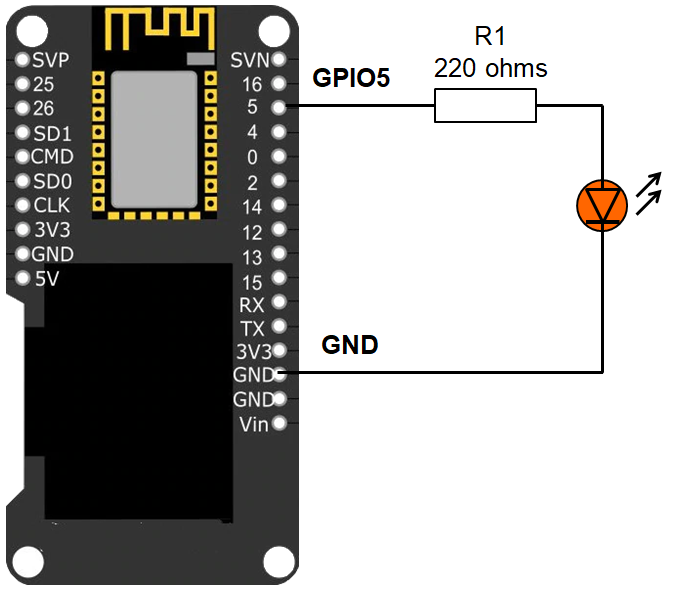 SVP
25
26
SD1
CMD
SD0
CLK
3V3
GND
5V
SVN
16
5
4
0
2
14
12
13
15
RX
TX
3V3
GND
GND
Vin
GPIO5
R1
220 ohms
GND